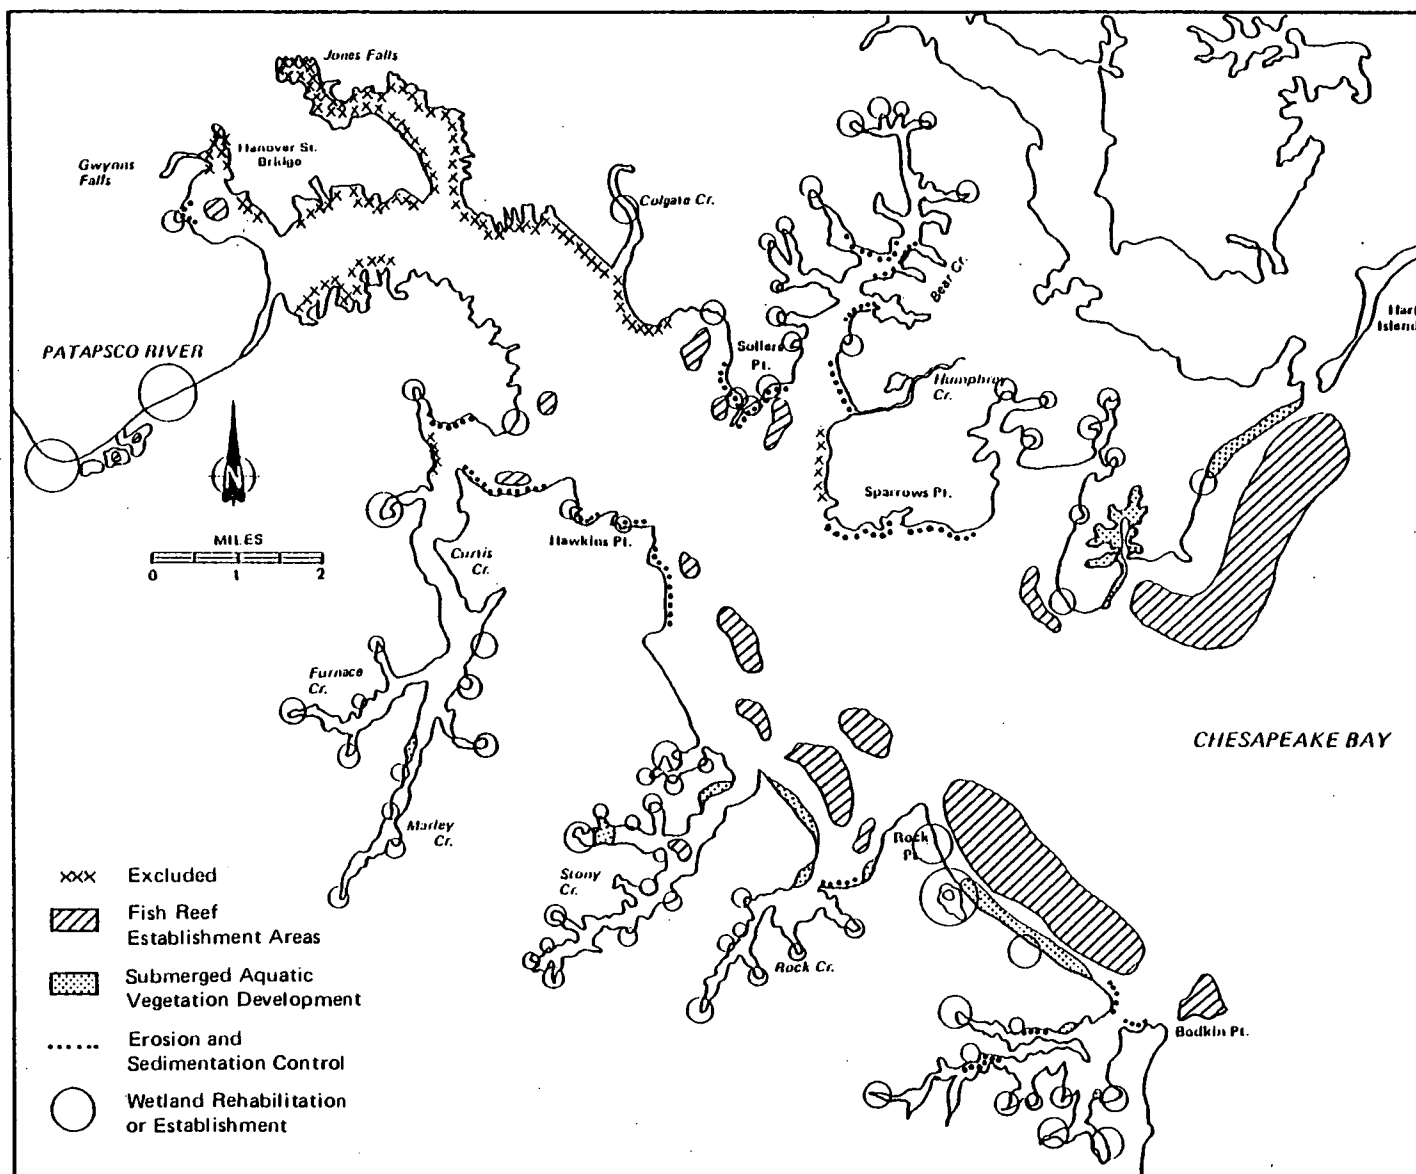 Jones Falls
Hanover St.
Bridge
Gwynns
Falls
Colgate Cr.
Bear Cr.
Hart
Island
PATAPSCO RIVER
Sollers
Pt.
Humphrey
Cr.
N
MILES
0 1 2
Sparrows Pt.
Hawkins Pt.
Curtis
Cr.
Furnace
Cr.
CHESAPEAKE BAY
Marley
Cr.
Rock
Pt.
Stony
Cr.
Rock Cr.
Bodkin Pt.
xxx Excluded
Fish Reef
Establishment Areas
Submerged Aquatic
Vegetation Development
Erosion and
Sedimentation Control
Wetland Rehabilitation
or Establishment